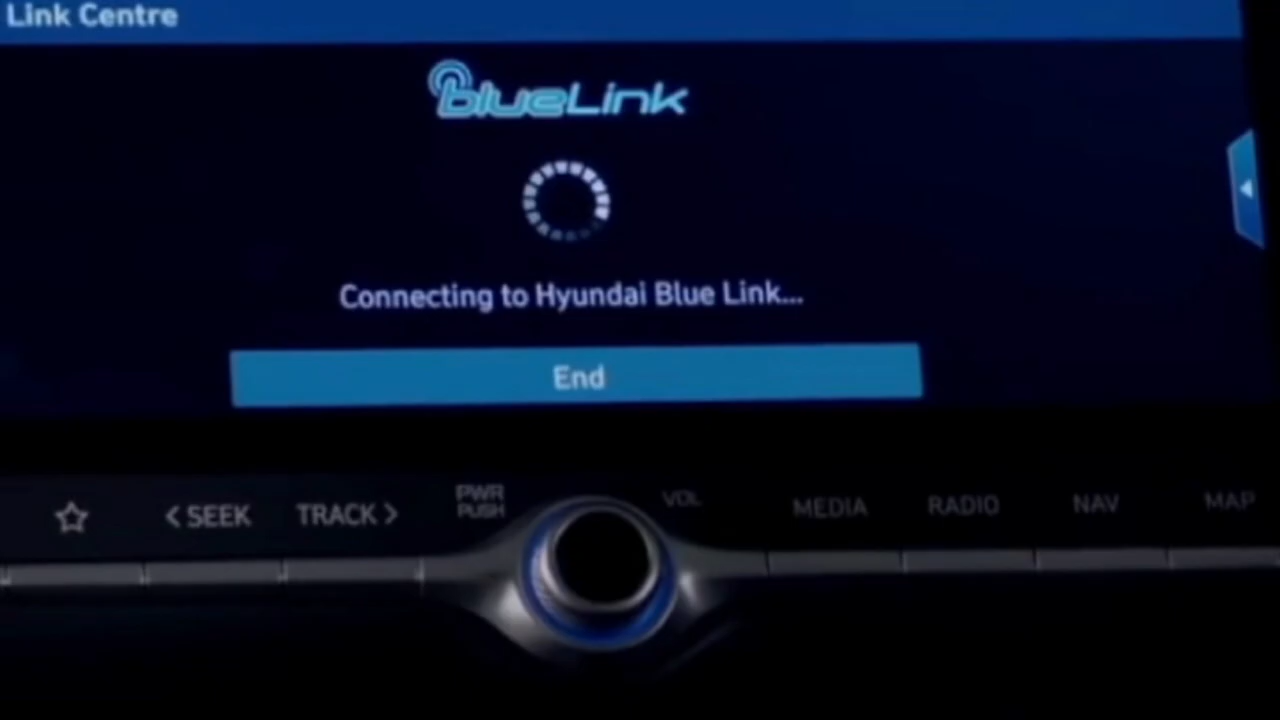 Link Centre
blueLink
Connecting to Hyundai Blue Link...
End
< SEEK
TRACK >
PWR
PUSH
VOL
MEDIA
RADIO
NAV
MAP